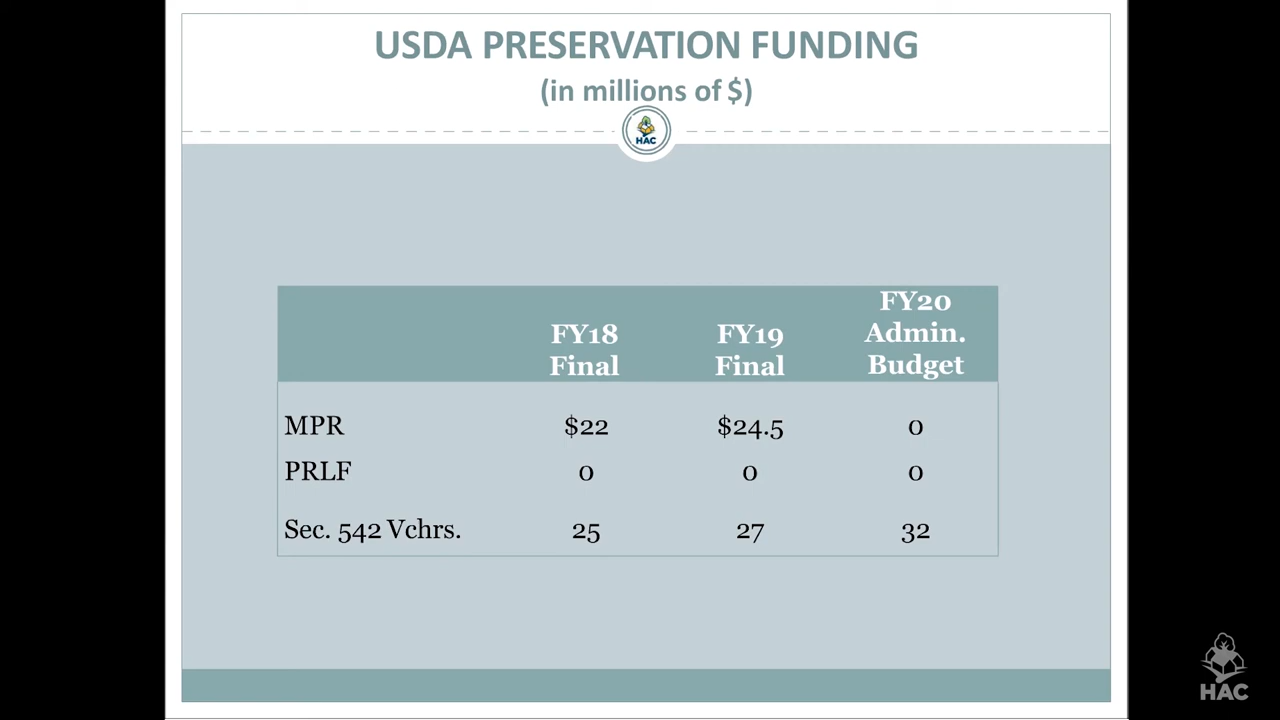 USDA PRESERVATION FUNDING
(in millions of $)
HAC
FY18 Final FY19 Final FY20 Admin. Budget
MPR $22 $24.5 0
PRLF 0 0 0
Sec. 542 Vchrs. 25 27 32
HAC